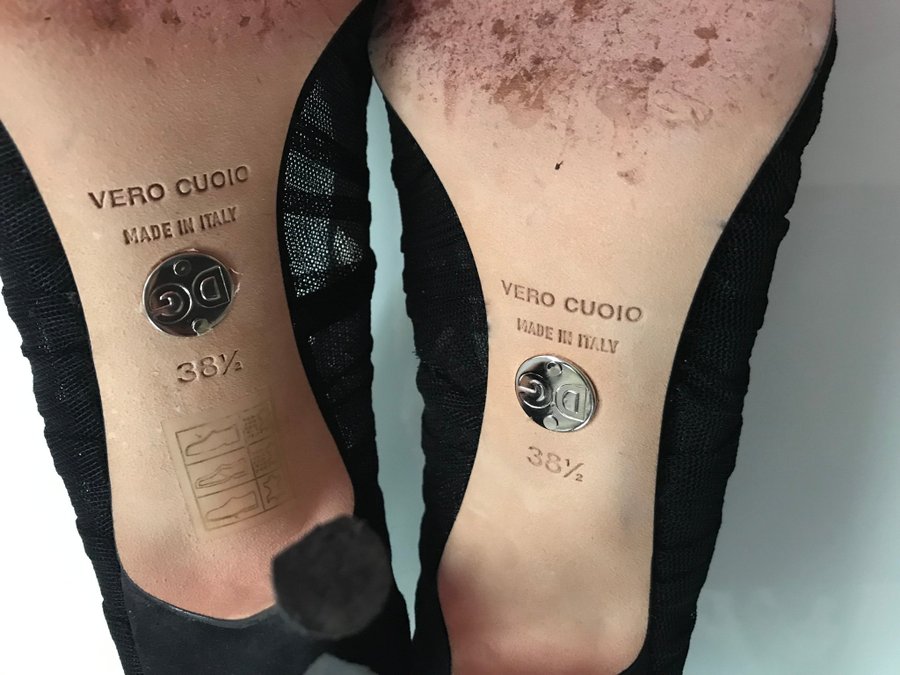 VERO CUOIO
MADE IN ITALY
DG
38½
VERO CUOIO
MADE IN ITALY
DG
38½